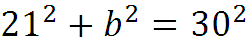 21² + b² = 30²